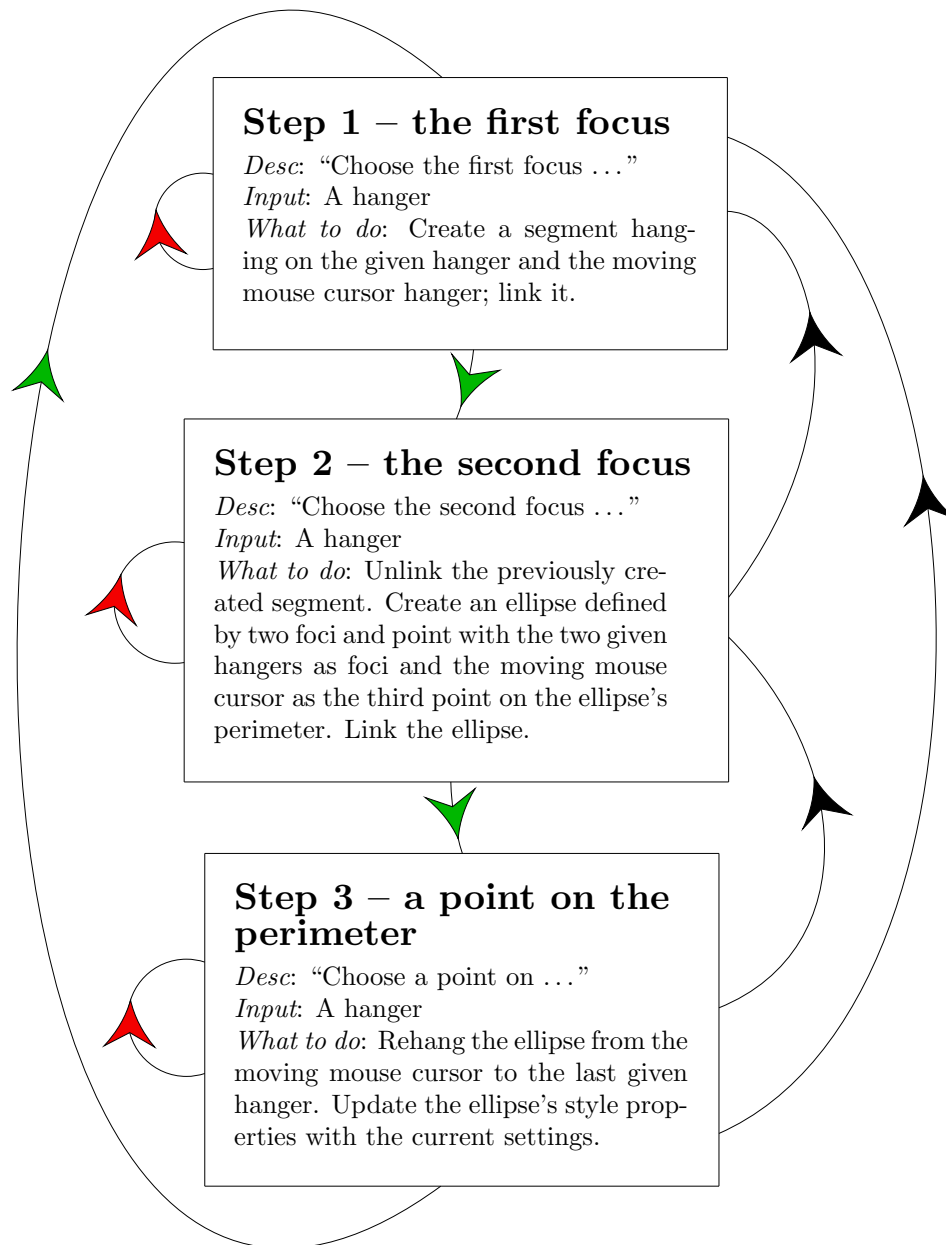 Step 1 – the first focus
Desc: “Choose the first focus . . . ”
Input: A hanger
What to do: Create a segment hang-
ing on the given hanger and the moving
mouse cursor hanger; link it.
Step 2 – the second focus
Desc: “Choose the second focus . . . ”
Input: A hanger
What to do: Unlink the previously cre-
ated segment. Create an ellipse defined
by two foci and point with the two given
hangers as foci and the moving mouse
cursor as the third point on the ellipse’s
perimeter. Link the ellipse.
Step 3 – a point on the
perimeter
Desc: “Choose a point on . . . ”
Input: A hanger
What to do: Rehang the ellipse from the
moving mouse cursor to the last given
hanger. Update the ellipse’s style prop-
erties with the current settings.